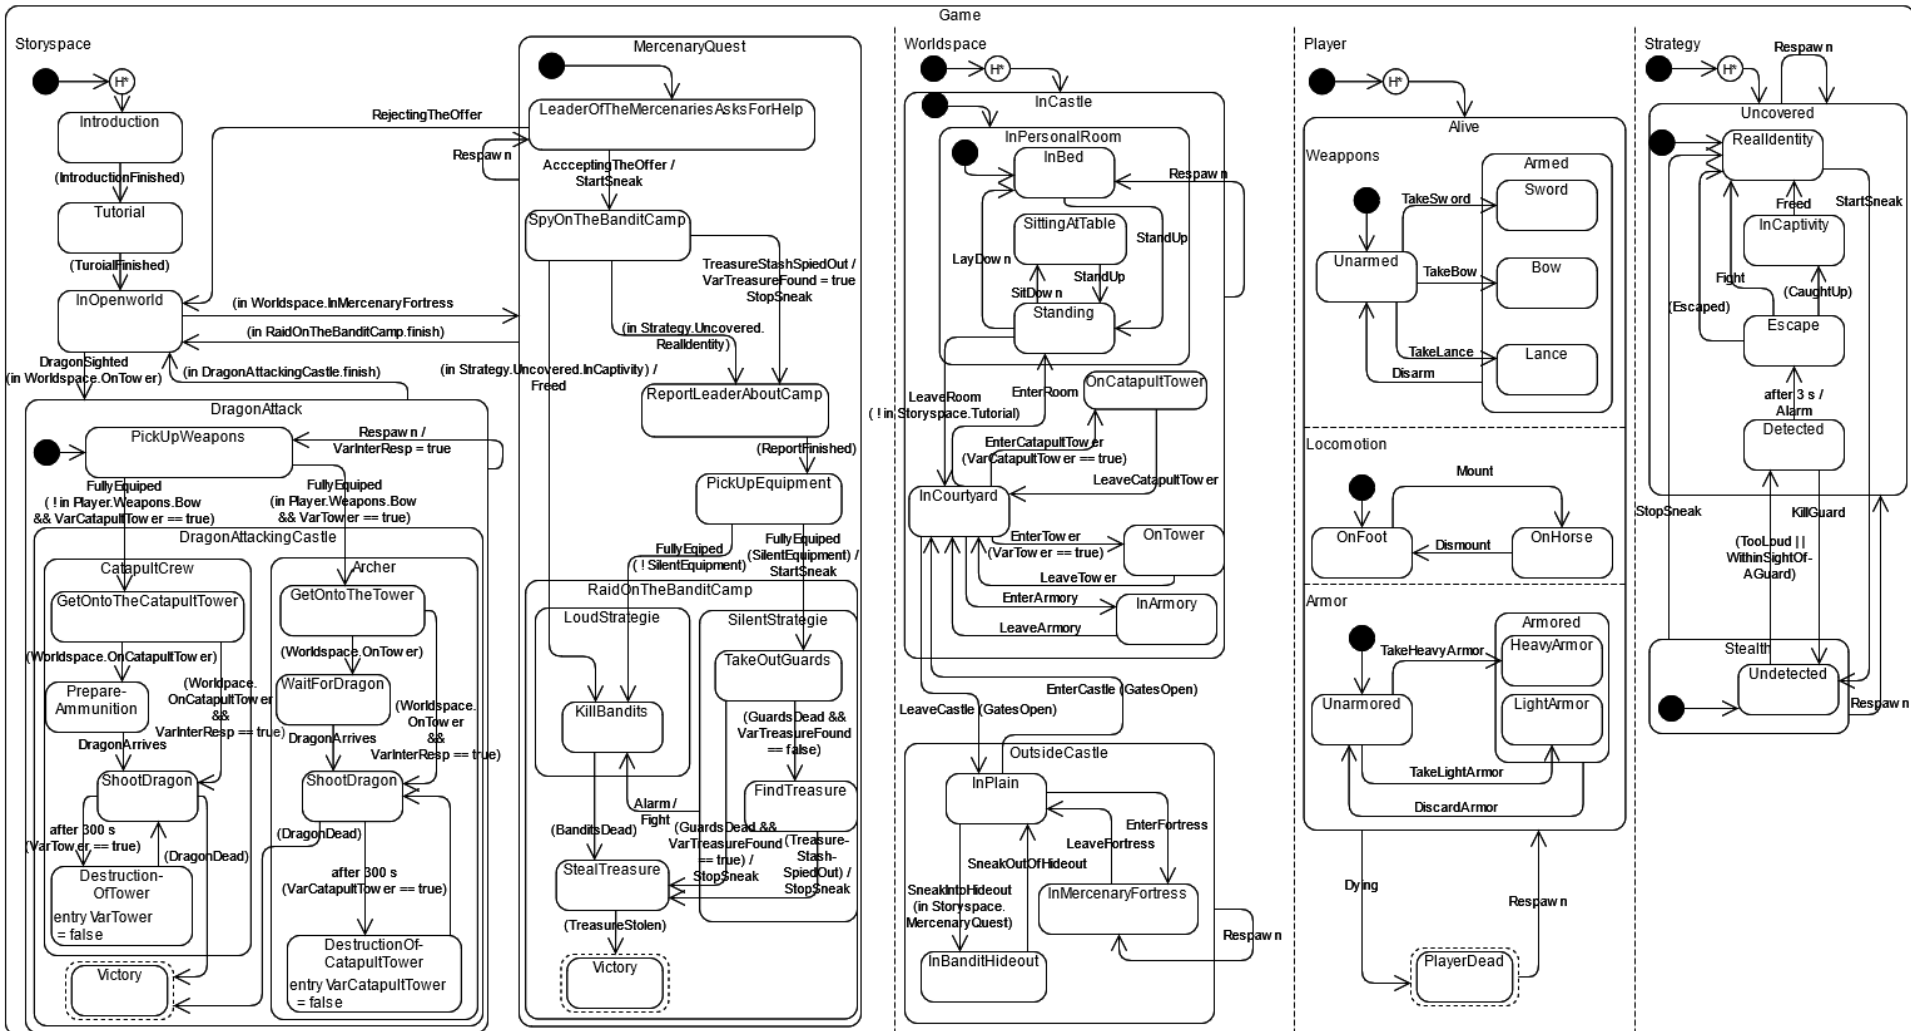 Game
Storyspace
H*
Introduction
(IntroductionFinished)
Tutorial
(TuroialFinished)
InOpenworld
RejectingTheOffer
(in Worldspace.InMercenaryFortress
(in RaidOnTheBanditCamp.finish)
DragonSighted
(in Worldspace.OnTower)
(in DragonAttackingCastle.finish)
DragonAttack
PickUpWeapons
Respawn /
VarInterResp = true
FullyEquiped
( ! in Player.Weapons.Bow
&& VarCatapultTower == true)
FullyEquiped
(in Player.Weapons.Bow
&& VarTower == true)
DragonAttackingCastle
CatapultCrew
GetOntoTheCatapultTower
(Worldspace.OnCatapultTower)
Prepare-
Ammunition
(Worldpace.
OnCatapultTower
&&
VarInterResp == true)
DragonArrives
ShootDragon
after 300 s
(VarTower == true)
(DragonDead)
Destruction-
OfTower
entry VarTower
= false
Victory
Archer
GetOntoTheTower
(Worldspace.OnTower)
WaitForDragon
(Worldspace.
OnTower
&&
VarInterResp == true)
DragonArrives
ShootDragon
(DragonDead)
after 300 s
(VarCatapultTower == true)
DestructionOf-
CatapultTower
entry VarCatapultTower
= false
MercenaryQuest
LeaderOfTheMercenariesAsksForHelp
Respawn
AccceptingTheOffer /
StartSneak
SpyOnTheBanditCamp
TreasureStashSpiedOut /
VarTreasureFound = true
StopSneak
(in Strategy.Uncovered.
RealIdentity)
(in Strategy.Uncovered.InCaptivity) /
Freed
ReportLeaderAboutCamp
(ReportFinished)
PickUpEquipment
FullyEqiped
( ! SilentEquipment)
FullyEquiped
(SilentEquipment) /
StartSneak
RaidOnTheBanditCamp
LoudStrategie
KillBandits
SilentStrategie
TakeOutGuards
(GuardsDead &&
VarTreasureFound
== false)
FindTreasure
Alarm /
Fight
(BanditsDead)
(GuardsDead &&
VarTreasureFound
== true) /
StopSneak
(Treasure-
Stash-
SpiedOut) /
StopSneak
StealTreasure
(TreasureStolen)
Victory
Worldspace
H*
InCastle
InPersonalRoom
InBed
Respawn
SittingAtTable
StandUp
LayDown
StandUp
SitDown
Standing
OnCatapultTower
EnterRoom
LeaveRoom
( ! in Storyspace.Tutorial)
EnterCatapultTower
(VarCatapultTower == true)
LeaveCatapultTower
InCourtyard
EnterTower
(VarTower == true)
OnTower
LeaveTower
EnterArmory
InArmory
LeaveArmory
EnterCastle (GatesOpen)
LeaveCastle (GatesOpen)
OutsideCastle
InPlain
EnterFortress
LeaveFortress
SneakOutOfHideout
SneakIntoHideout
(in Storyspace.
MercenaryQuest)
InMercenaryFortress
Respawn
InBanditHideout
Player
H*
Alive
Weappons
Armed
Sword
TakeSword
Unarmed
TakeBow
Bow
TakeLance
Lance
Disarm
Locomotion
Mount
OnFoot
OnHorse
Dismount
Armor
Armored
HeavyArmor
TakeHeavyArmor
Unarmored
LightArmor
TakeLightArmor
DiscardArmor
Dying
Respawn
PlayerDead
Strategy
H*
Respawn
Uncovered
RealIdentity
Freed
StartSneak
InCaptivity
Fight
(CaughtUp)
(Escaped)
Escape
after 3 s /
Alarm
Detected
StopSneak
KillGuard
(TooLoud ||
WithinSightOf-
AGuard)
Stealth
Undetected
Respawn